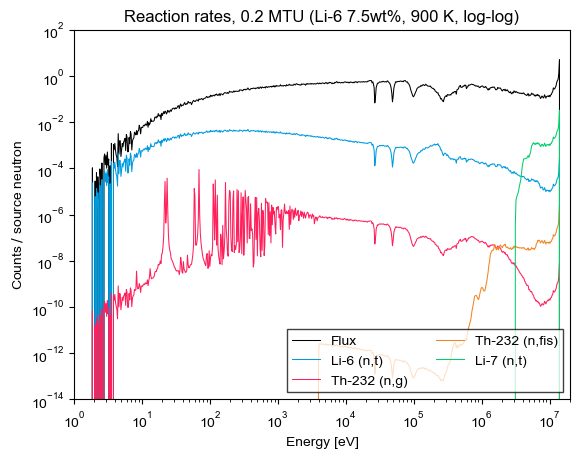 Reaction rates, 0.2 MTU (Li-6 7.5wt%, 900 K, log-log)
Counts / source neutron
10^2
10^0
10^-2
10^-4
10^-6
10^-8
10^-10
10^-12
10^-14
Flux
Li-6 (n,t)
Th-232 (n,g)
Th-232 (n,fis)
Li-7 (n,t)
10^0 10^1 10^2 10^3 10^4 10^5 10^6 10^7
Energy [eV]